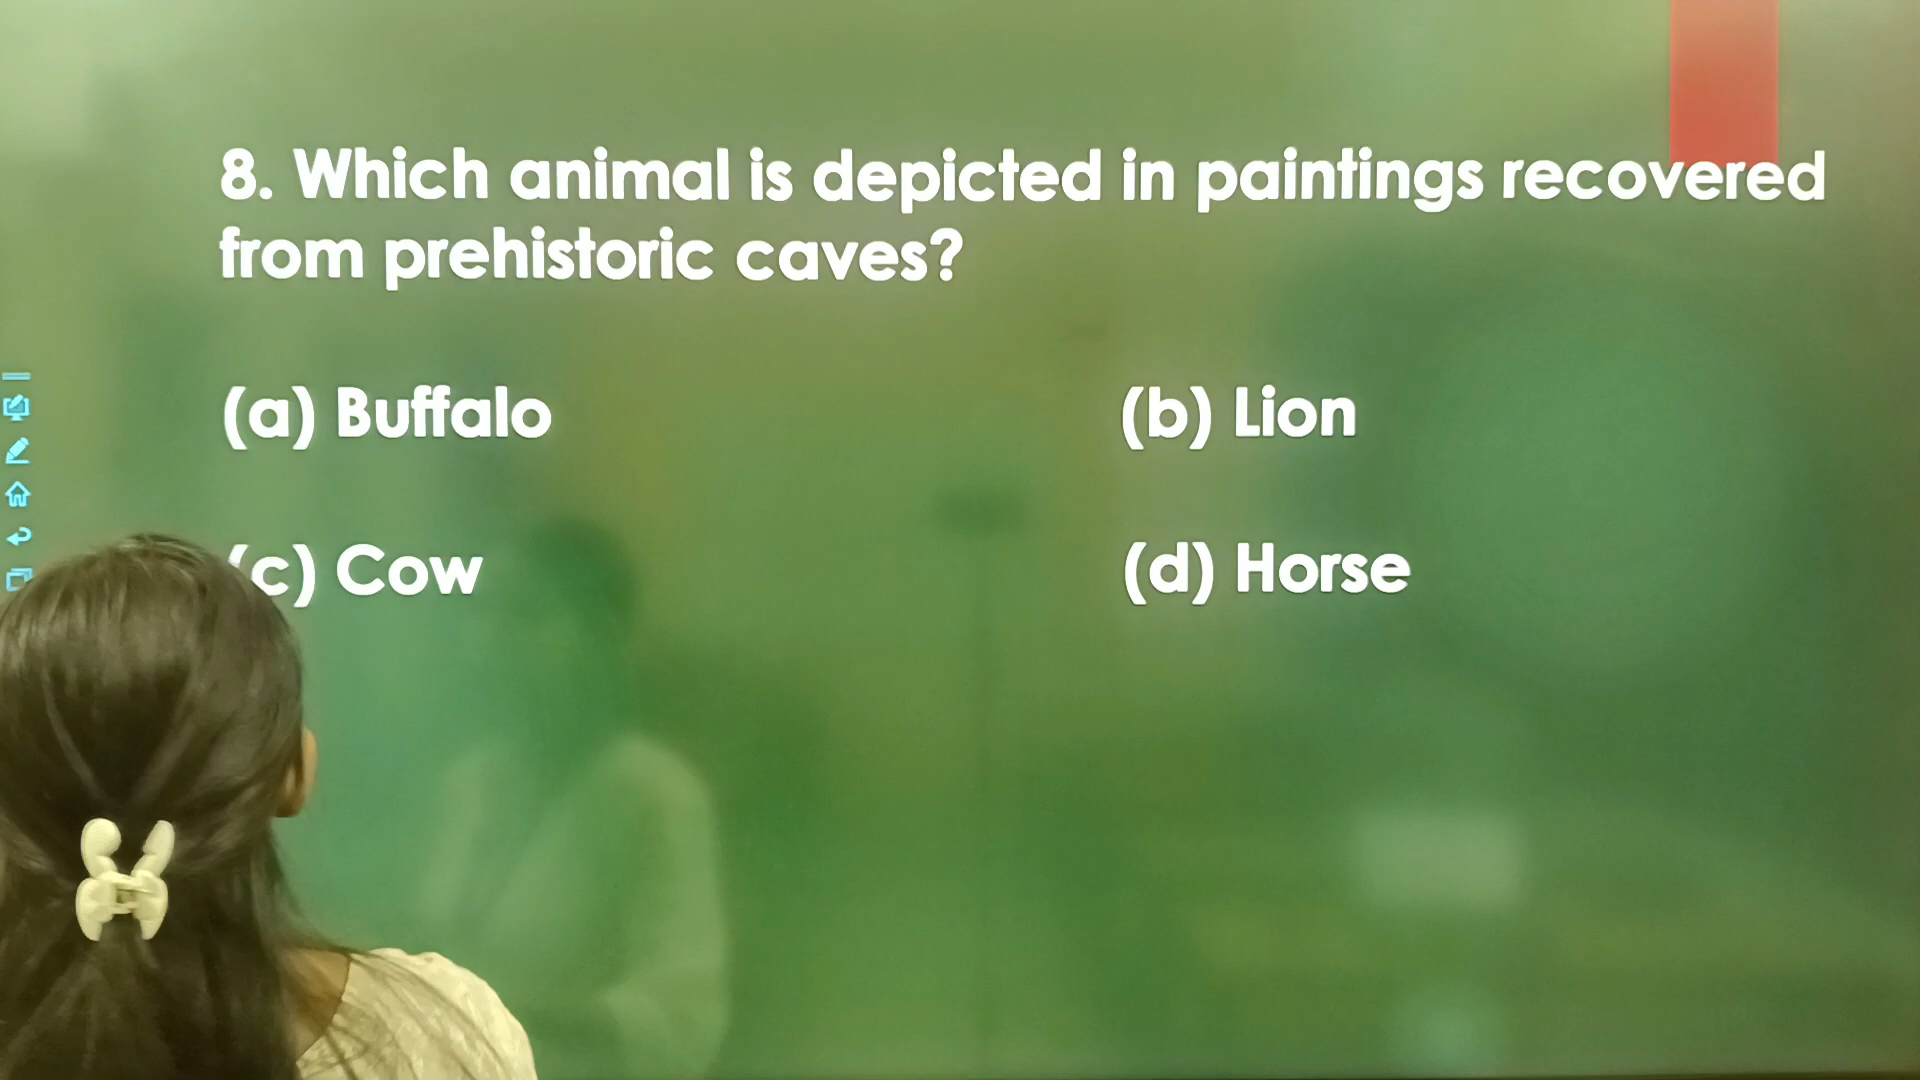 8. Which animal is depicted in paintings recovered
from prehistoric caves?
(a) Buffalo
(b) Lion
(c) Cow
(d) Horse